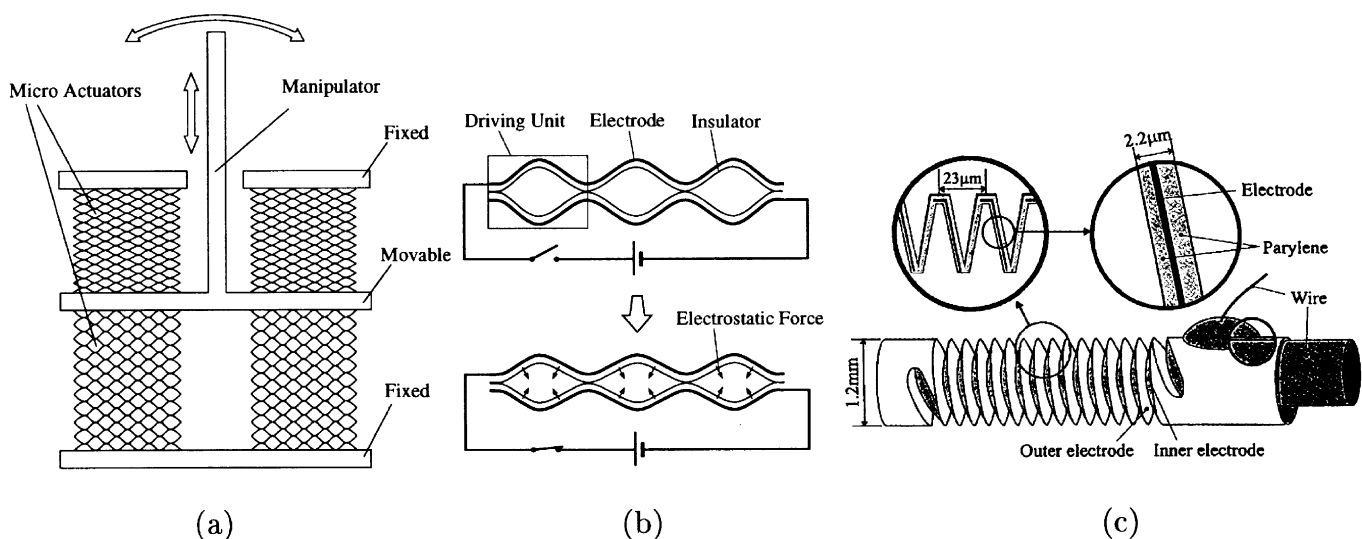 Micro Actuators
Manipulator
Fixed
Movable
Fixed
(a)
Driving Unit
Electrode
Insulator
Electrostatic Force
(b)
2.2μm
23μm
Electrode
Parylene
Wire
1.2mm
Outer electrode
Inner electrode
(c)